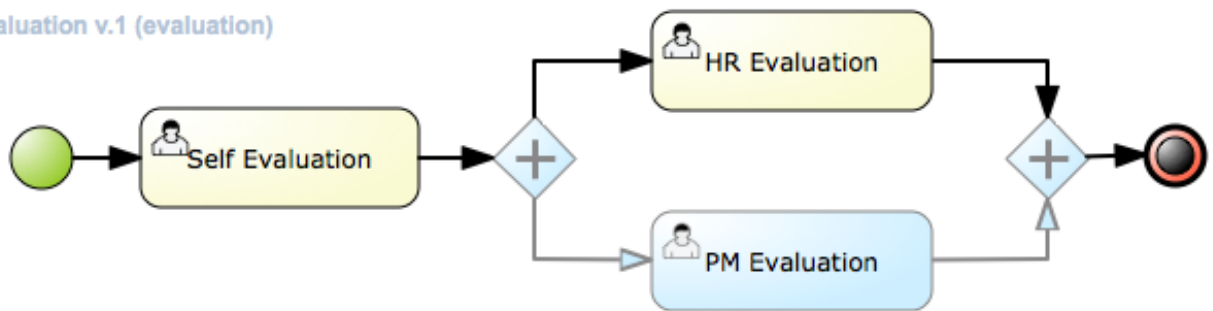 aluation v.1 (evaluation)
HR Evaluation
Self Evaluation
PM Evaluation